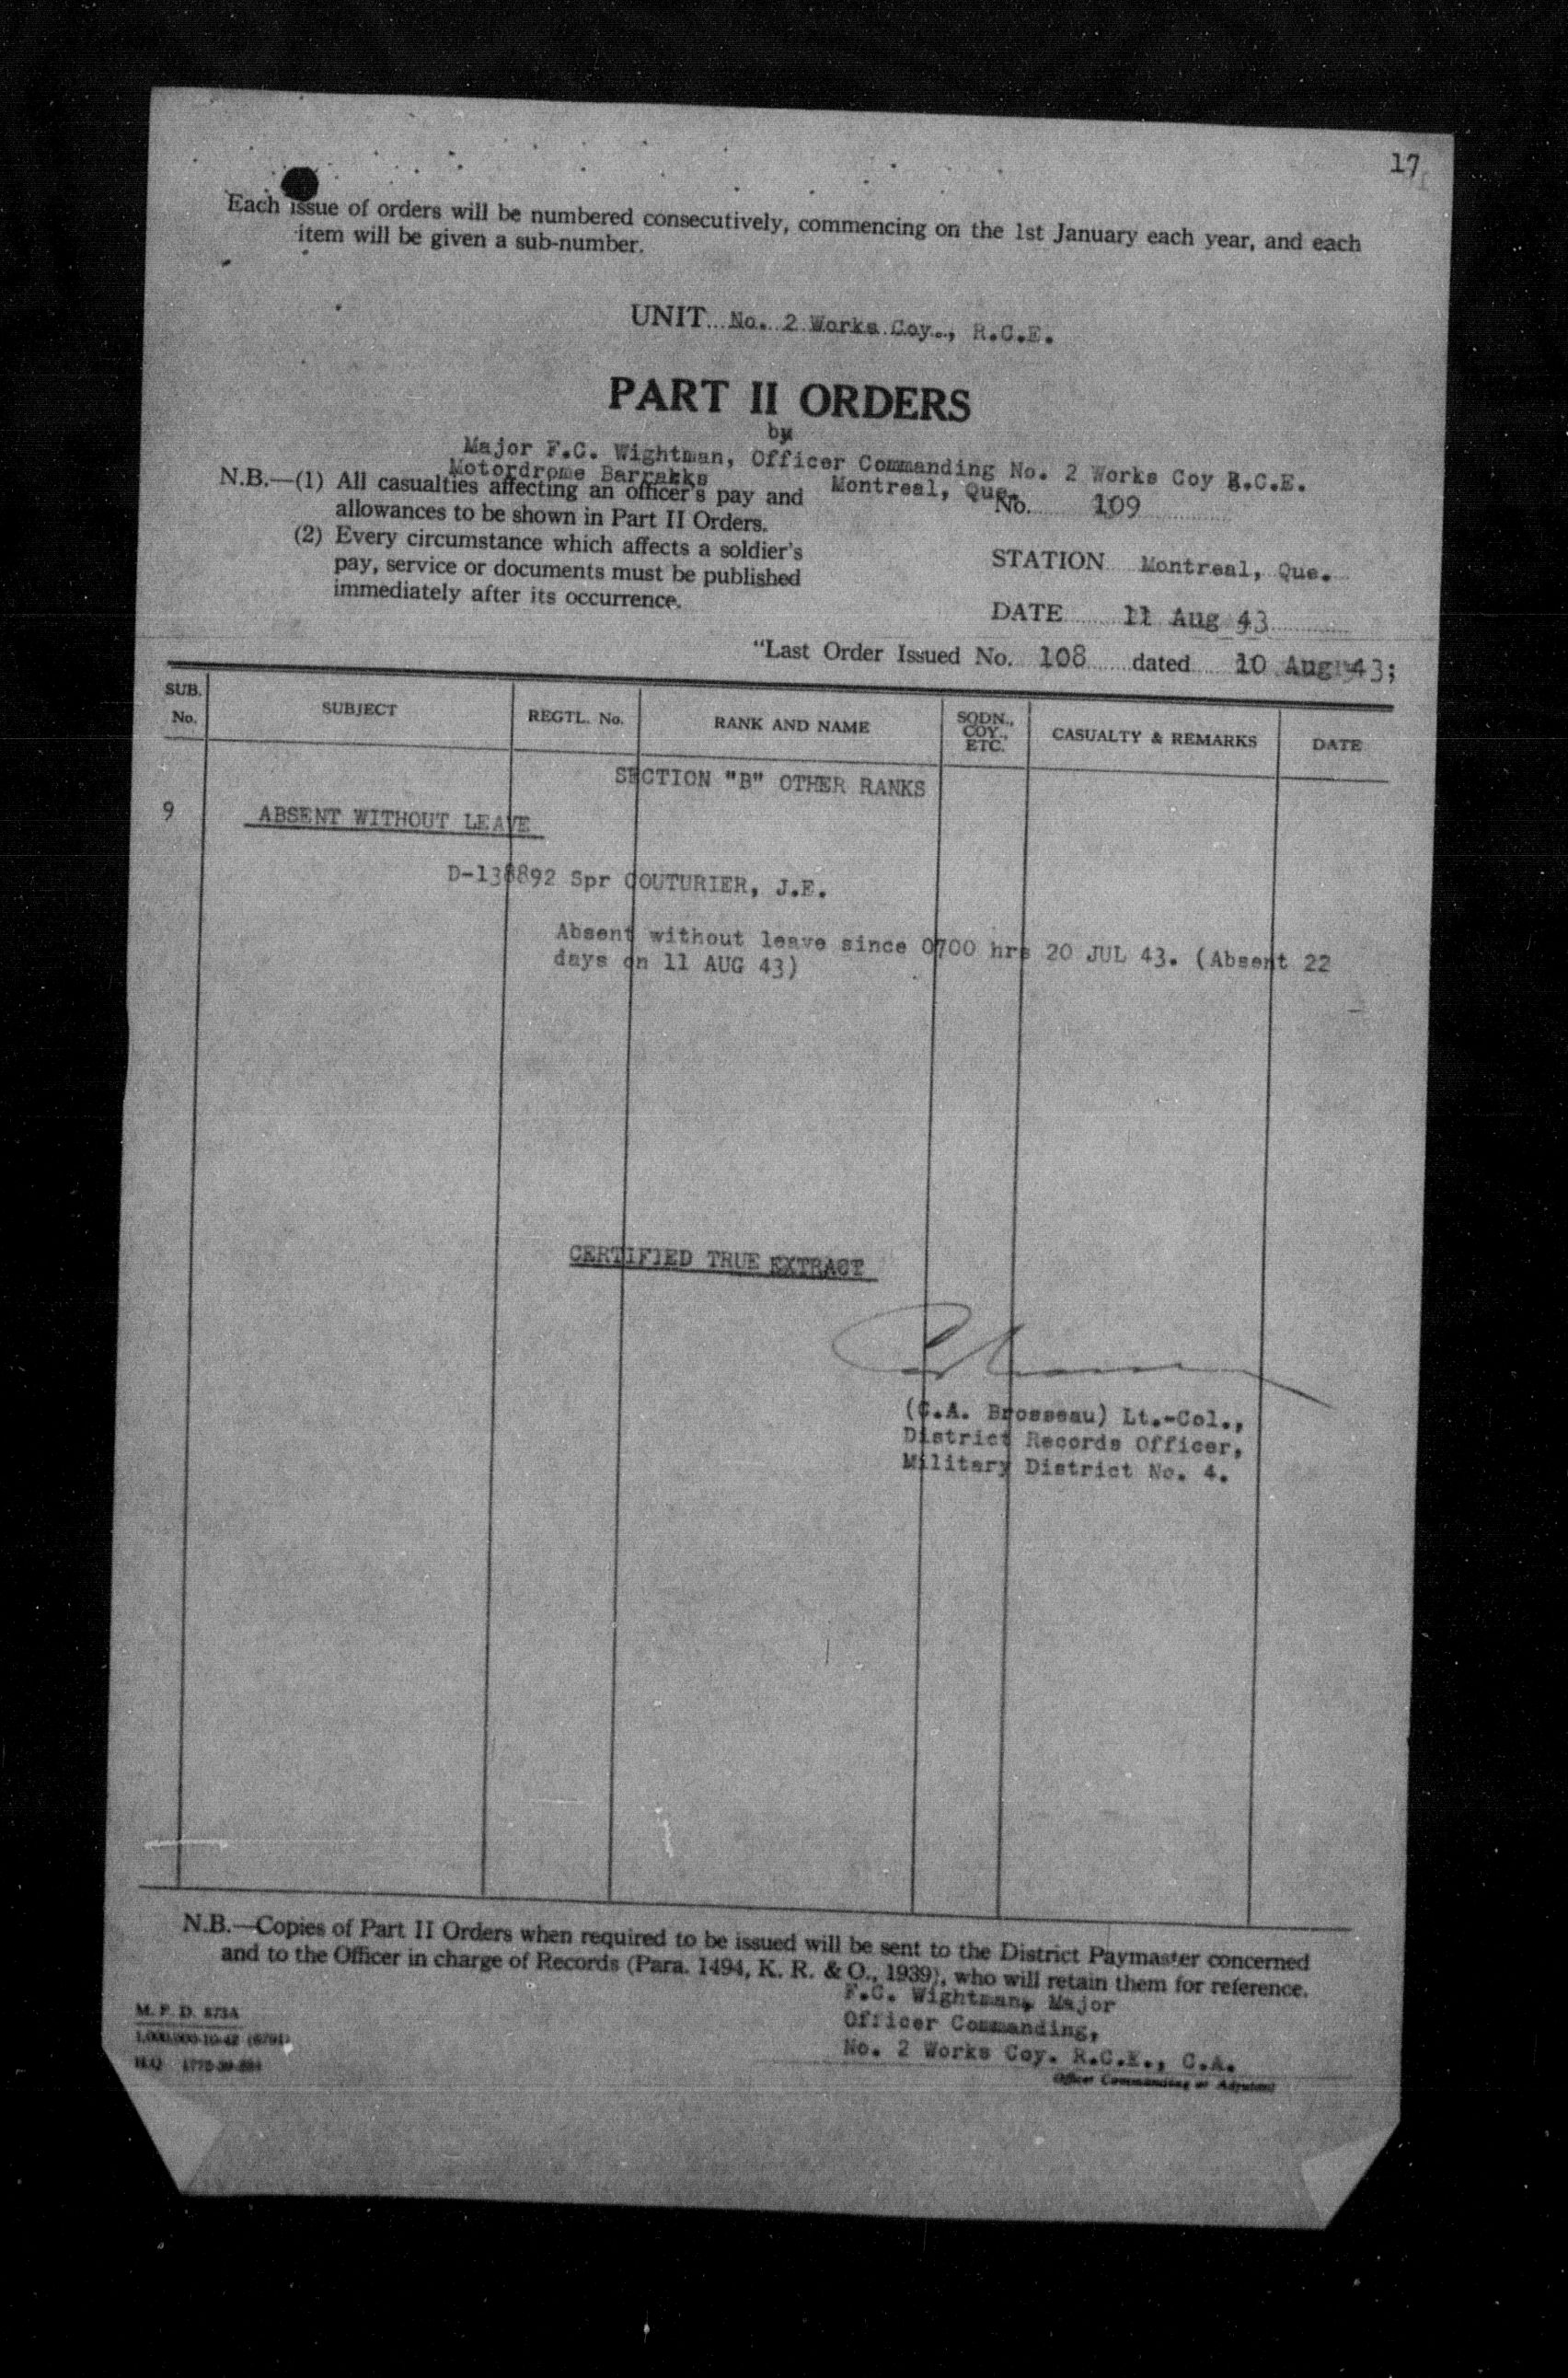 17
Each issue of orders will be numbered consecutively, commencing on the 1st January each year, and each
item will be given a sub-number.
UNIT No. 2 Works Coy., R.C.E.
PART II ORDERS
by
Major F.C. Wightman, Officer Commanding No. 2 Works Coy R.C.E.
Motordrome Barrakks Montreal, Que.
N.B.—(1) All casualties affecting an officer's pay and
allowances to be shown in Part II Orders.
No. 109
(2) Every circumstance which affects a soldier's
pay, service or documents must be published
immediately after its occurrence.
STATION Montreal, Que.
DATE 11 Aug 43
"Last Order Issued No. 108 dated 10 Aug 43;
SUB. No. SUBJECT REGTL. No. RANK AND NAME SQDN., COY., ETC. CASUALTY & REMARKS DATE
SECTION "B" OTHER RANKS
9 ABSENT WITHOUT LEAVE
D-138892 Spr COUTURIER, J.E.
Absent without leave since 0700 hrs 20 JUL 43. (Absent 22
days on 11 AUG 43)
CERTIFIED TRUE EXTRACT
(C.A. Brosseau) Lt.-Col.,
District Records Officer,
Military District No. 4.
N.B.—Copies of Part II Orders when required to be issued will be sent to the District Paymaster concerned
and to the Officer in charge of Records (Para. 1494, K. R. & O., 1939), who will retain them for reference.
F.C. Wightman, Major
Officer Commanding,
No. 2 Works Coy. R.C.E., C.A.
Officer Commanding or Adjutant
M. F. D. 873A